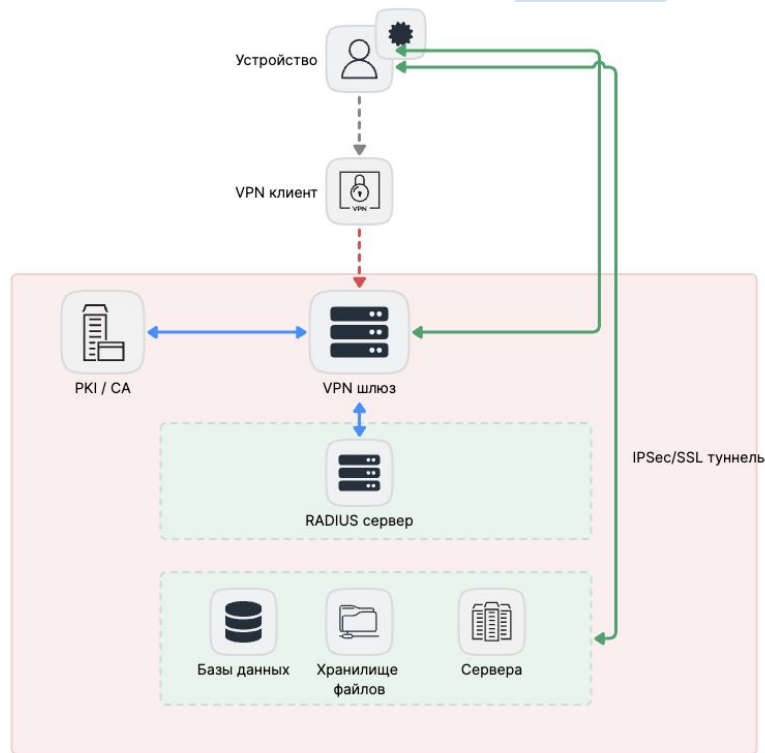 Устройство
VPN клиент
VPN
PKI / CA
VPN шлюз
IPSec/SSL туннель
RADIUS сервер
Базы данных
Хранилище
файлов
Сервера